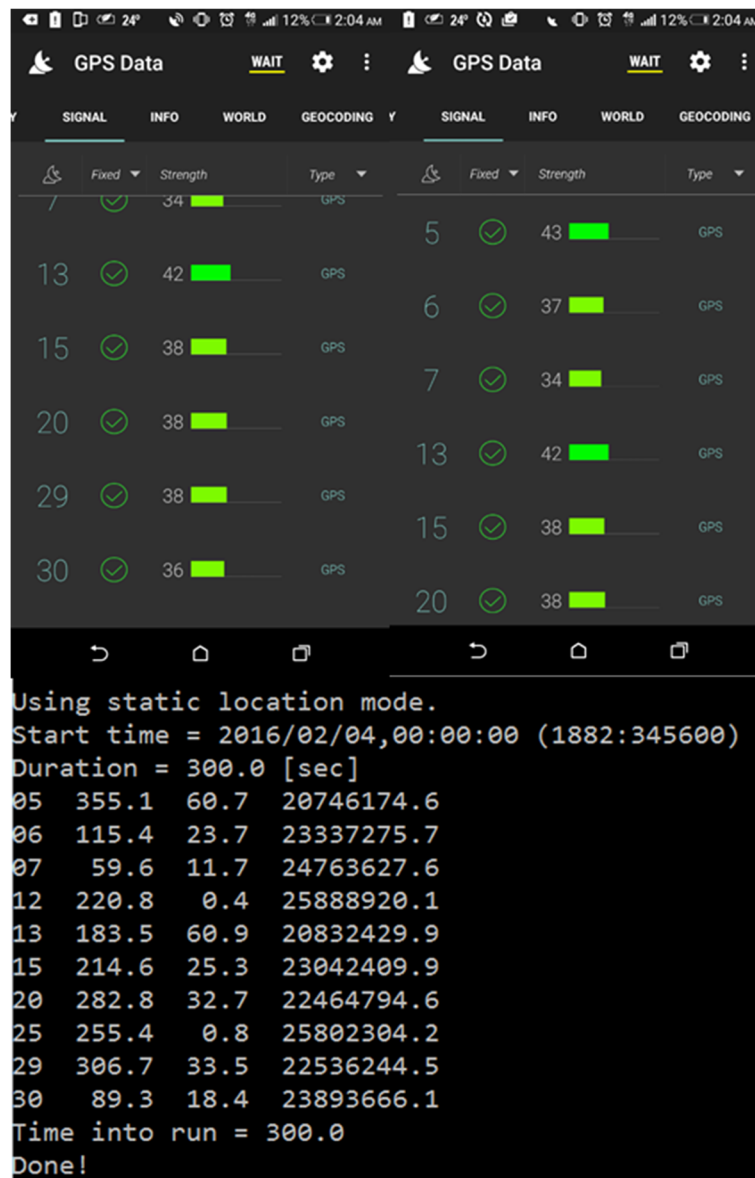 24° 12% 2:04 AM
GPS Data WAIT
Y SIGNAL INFO WORLD GEOCODING
Fixed Strength Type
7 34 GPS
13 42 GPS
15 38 GPS
20 38 GPS
29 38 GPS
30 36 GPS
24° 12% 2:04 AM
GPS Data WAIT
Y SIGNAL INFO WORLD GEOCODING
Fixed Strength Type
5 43 GPS
6 37 GPS
7 34 GPS
13 42 GPS
15 38 GPS
20 38 GPS
Using static location mode.
Start time = 2016/02/04,00:00:00 (1882:345600)
Duration = 300.0 [sec]
05 355.1 60.7 20746174.6
06 115.4 23.7 23337275.7
07 59.6 11.7 24763627.6
12 220.8 0.4 25888920.1
13 183.5 60.9 20832429.9
15 214.6 25.3 23042409.9
20 282.8 32.7 22464794.6
25 255.4 0.8 25802304.2
29 306.7 33.5 22536244.5
30 89.3 18.4 23893666.1
Time into run = 300.0
Done!